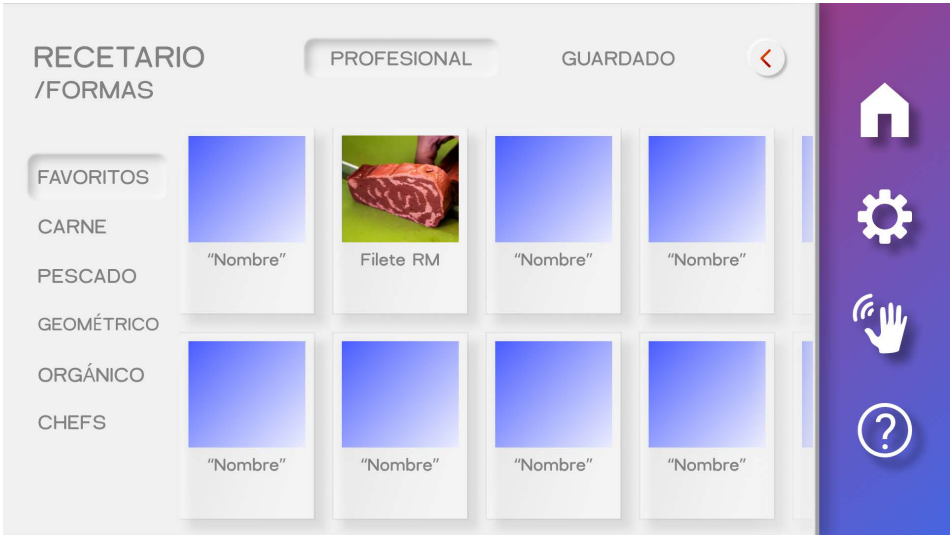 RECETARIO
/FORMAS
PROFESIONAL
GUARDADO
FAVORITOS
CARNE
PESCADO
GEOMÉTRICO
ORGÁNICO
CHEFS
“Nombre”
Filete RM
“Nombre”
“Nombre”
“Nombre”
“Nombre”
“Nombre”
“Nombre”
?